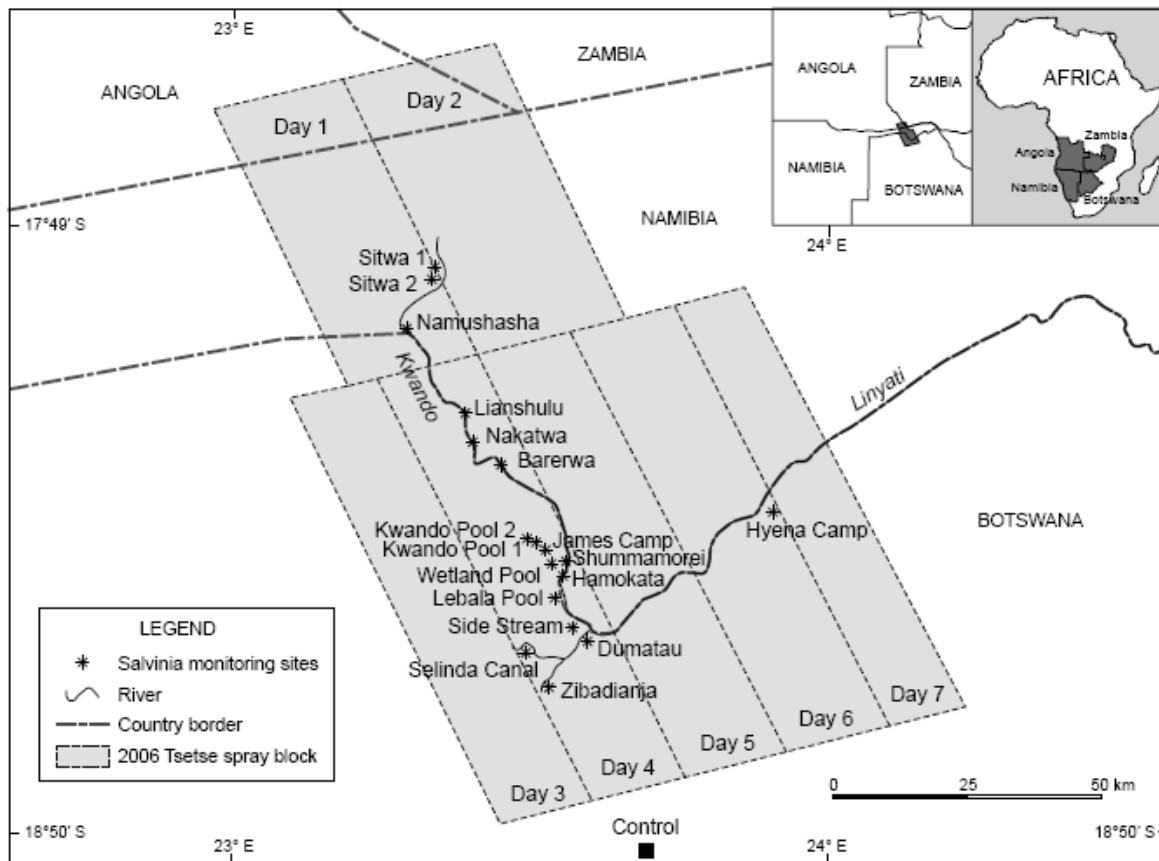 23° E
ANGOLA
ZAMBIA
Day 1
Day 2
17°49′ S
NAMIBIA
24° E
ANGOLA
ZAMBIA
NAMIBIA
BOTSWANA
AFRICA
Zambia
Angola
Namibia
Botswana
Sitwa 1
Sitwa 2
Namushasha
Kwando
Lianshulu
Nakatwa
Barerwa
Linyati
Hyena Camp
BOTSWANA
Kwando Pool 2
James Camp
Kwando Pool 1
Shummamorei
Wetland Pool
Hamokata
Lebala Pool
Side Stream
Dumatau
Selinda Canal
Zibadianja
Day 3
Day 4
Day 5
Day 6
Day 7
LEGEND
Salvinia monitoring sites
River
Country border
2006 Tsetse spray block
0 25 50 km
Control
18°50′ S
23° E
24° E
18°50′ S